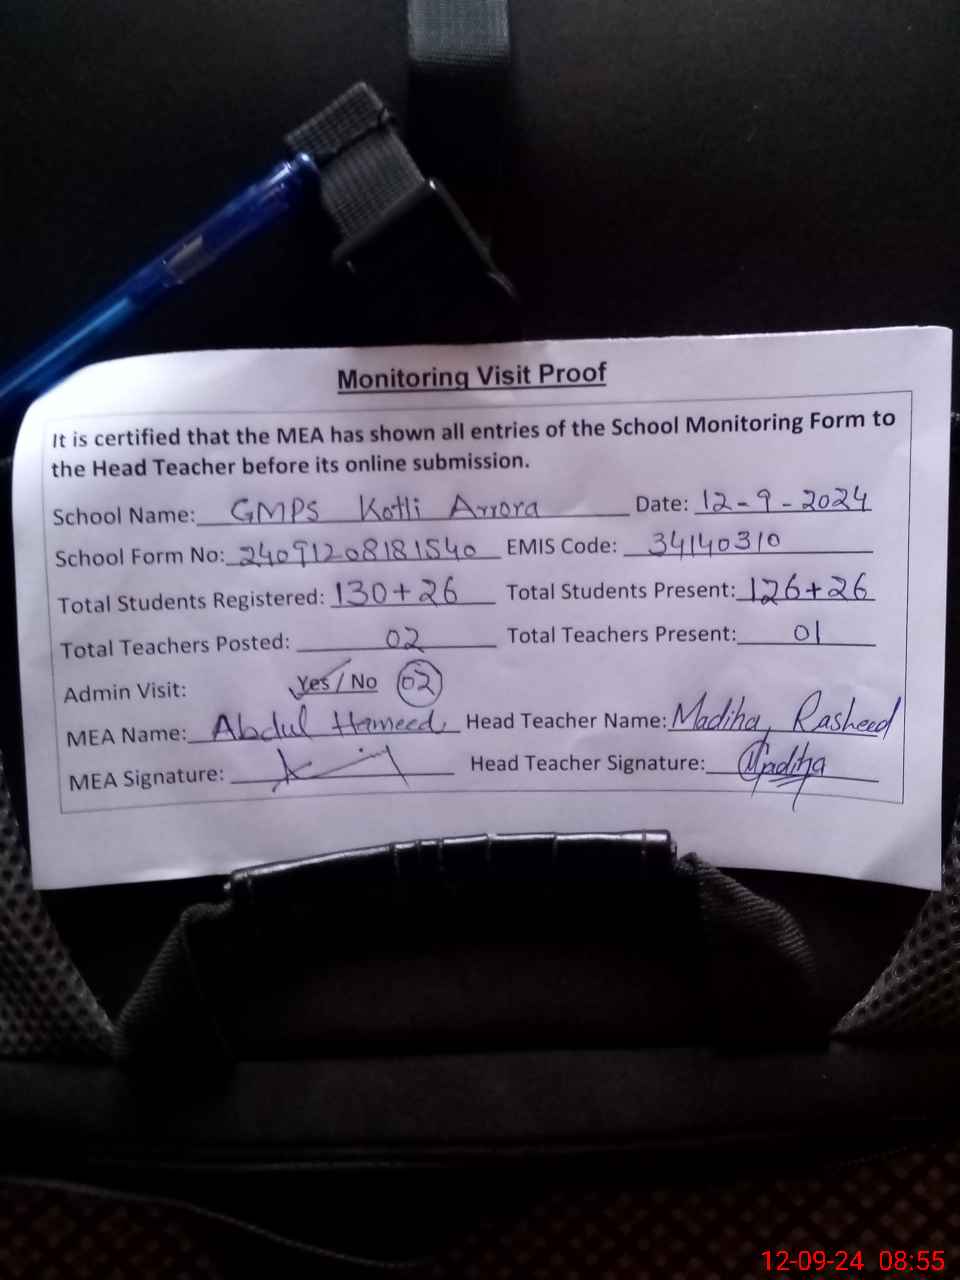 Monitoring Visit Proof
It is certified that the MEA has shown all entries of the School Monitoring Form to
the Head Teacher before its online submission.
School Name: GMPS Kotli Arrora Date: 12-9-2024
School Form No: 24091208181540 EMIS Code: 34140310
Total Students Registered: 130+26 Total Students Present: 126+26
Total Teachers Posted: 02 Total Teachers Present: 01
Admin Visit: Yes/No 02
MEA Name: Abdul Hameed Head Teacher Name: Madiha Rasheed
MEA Signature: Head Teacher Signature: Madiha
12-09-24 08:55